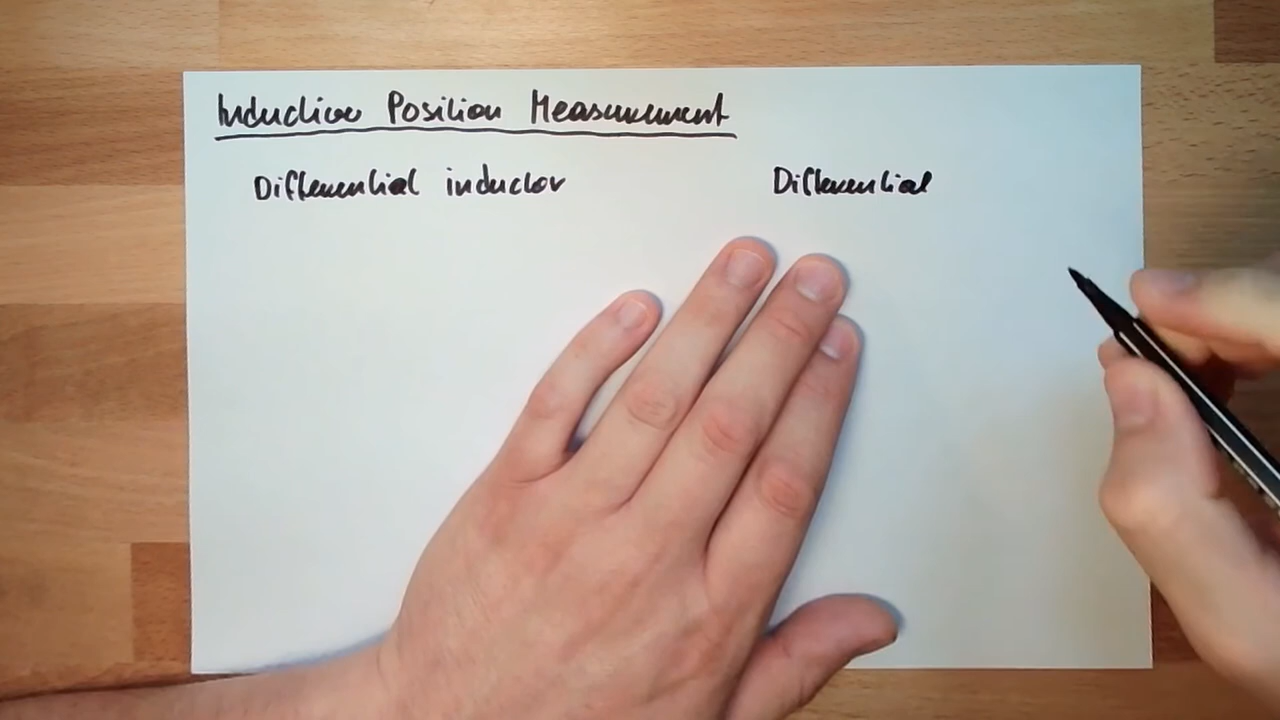 Inductive Position Measurement
Differential inductor
Differential